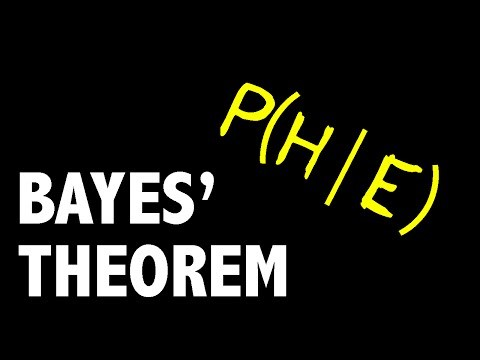 P(H|E)
BAYES’
THEOREM